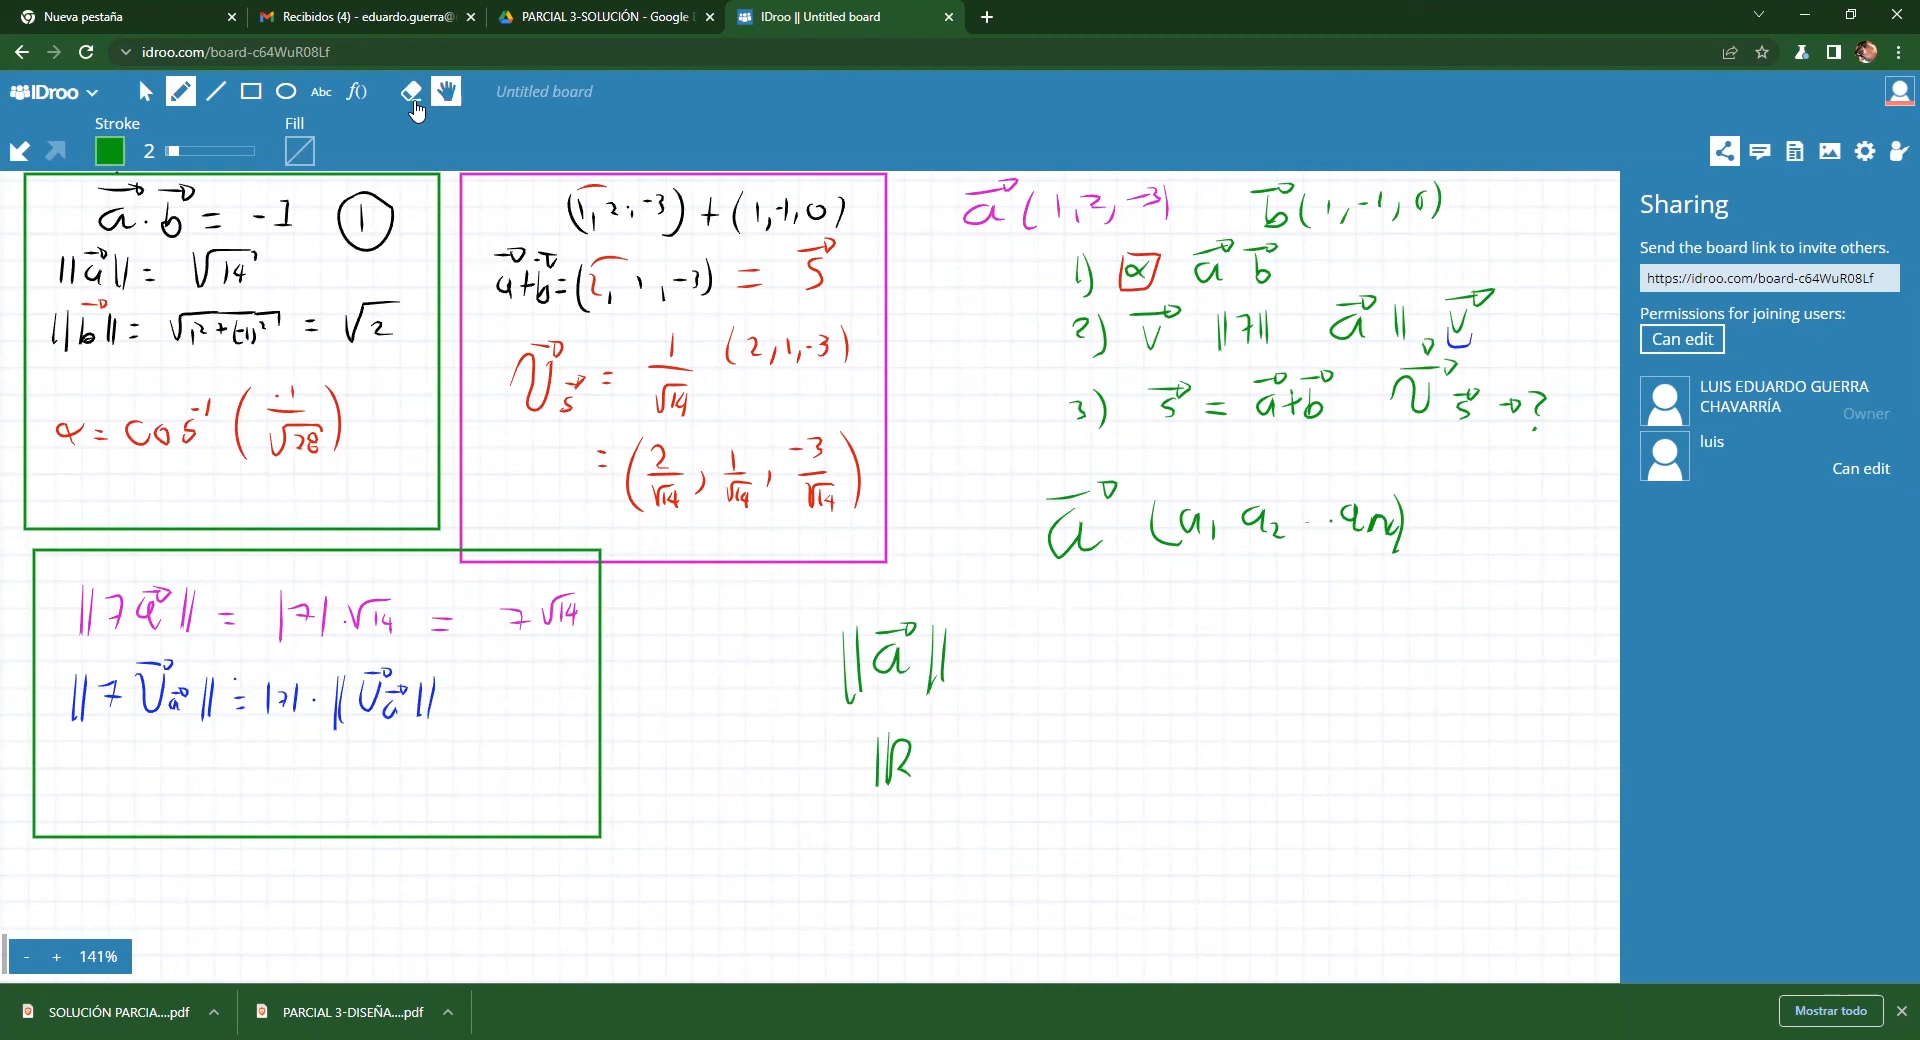 Nueva pestaña
Recibidos (4) - eduardo.guerra@
PARCIAL 3-SOLUCIÓN - Google D
IDroo || Untitled board
idroo.com/board-c64WuR08Lf
IDroo
Abc
f()
Untitled board
Stroke
Fill
2
a⃗ · b⃗ = -1 ①
||a⃗|| = √14
||b⃗|| = √1² + (-1)² = √2
α = cos⁻¹ (-1/√28)
(1, 2, -3) + (1, -1, 0)
a⃗+b⃗ = (2, 1, -3) = S⃗
U⃗s⃗ = 1/√14 (2, 1, -3)
= (2/√14, 1/√14, -3/√14)
a⃗ (1, 2, -3) b⃗ (1, -1, 0)
1) α a⃗ b⃗
2) V⃗ ||7|| a⃗ || V⃗
3) s⃗ = a⃗+b⃗ U⃗s⃗ → ?
a⃗ (a₁ a₂ ... an)
||7a⃗|| = |7| · √14 = 7√14
||7 U⃗a⃗|| = |7| · ||U⃗a⃗||
||a⃗||
ℝ
Sharing
Send the board link to invite others.
https://idroo.com/board-c64WuR08Lf
Permissions for joining users:
Can edit
LUIS EDUARDO GUERRA
CHAVARRÍA
Owner
luis
Can edit
- + 141%
SOLUCIÓN PARCIA....pdf
PARCIAL 3-DISEÑA....pdf
Mostrar todo